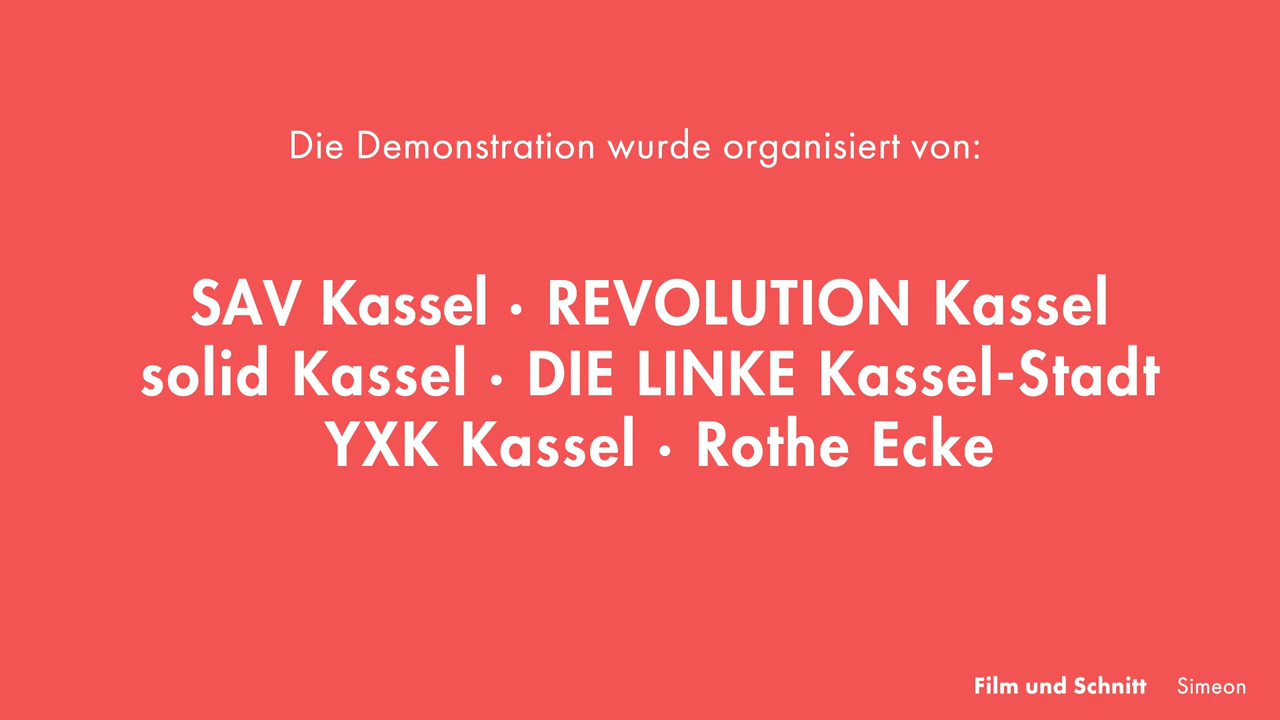 Die Demonstration wurde organisiert von:
SAV Kassel · REVOLUTION Kassel
solid Kassel · DIE LINKE Kassel-Stadt
YXK Kassel · Rothe Ecke
Film und Schnitt Simeon